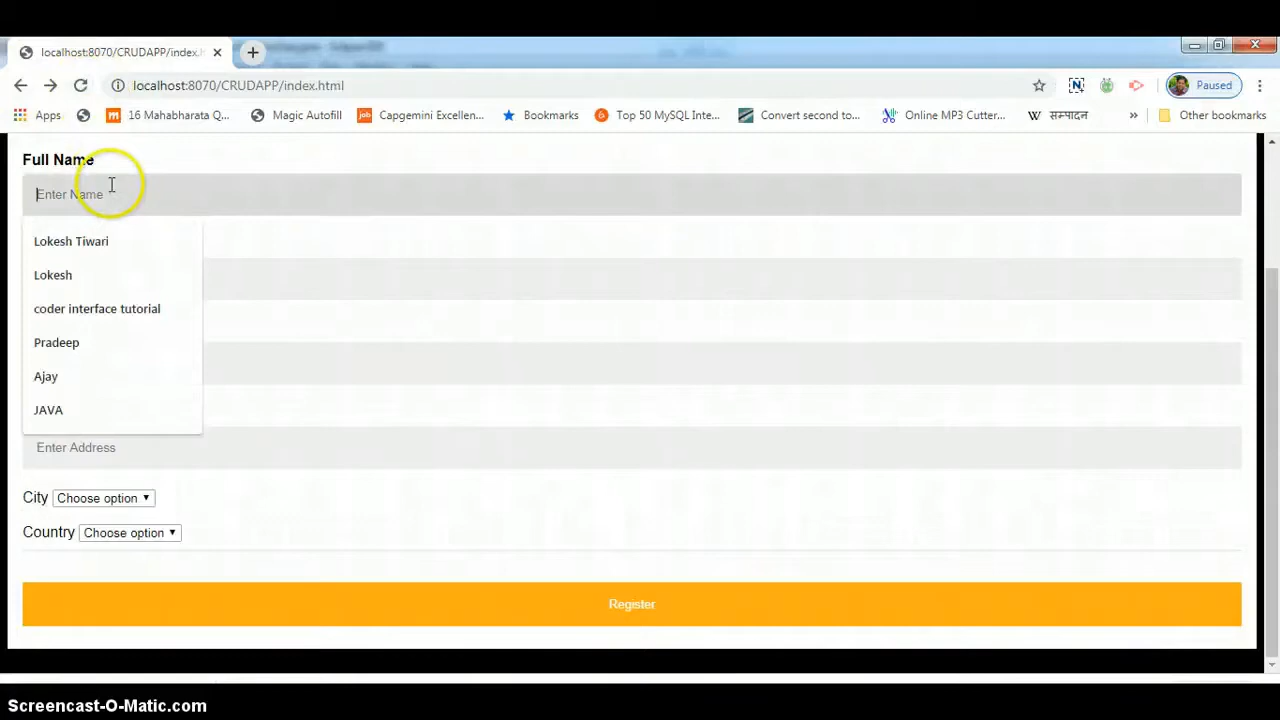 localhost:8070/CRUDAPP/index.h
localhost:8070/CRUDAPP/index.html
Paused
Apps
16 Mahabharata Q...
Magic Autofill
Capgemini Excellen...
Bookmarks
Top 50 MySQL Inte...
Convert second to...
Online MP3 Cutter...
सम्पादन
Other bookmarks
Full Name
Enter Name
Lokesh Tiwari
Lokesh
coder interface tutorial
Pradeep
Ajay
JAVA
Enter Address
City Choose option
Country Choose option
Register
Screencast-O-Matic.com